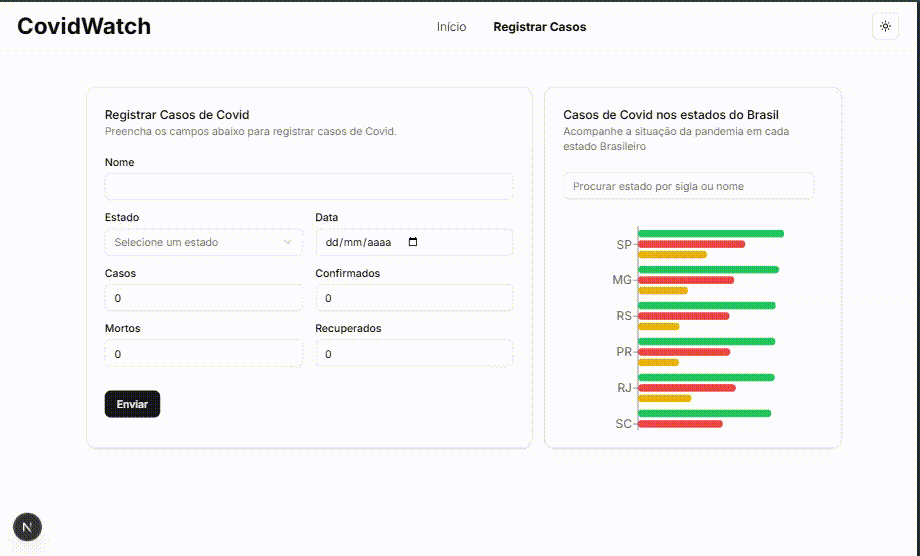 CovidWatch
Início
Registrar Casos
Registrar Casos de Covid
Preencha os campos abaixo para registrar casos de Covid.
Nome
Estado
Data
Selecione um estado
dd/mm/aaaa
Casos
Confirmados
0
0
Mortos
Recuperados
0
0
Enviar
Casos de Covid nos estados do Brasil
Acompanhe a situação da pandemia em cada
estado Brasileiro
Procurar estado por sigla ou nome
SP
MG
RS
PR
RJ
SC
N